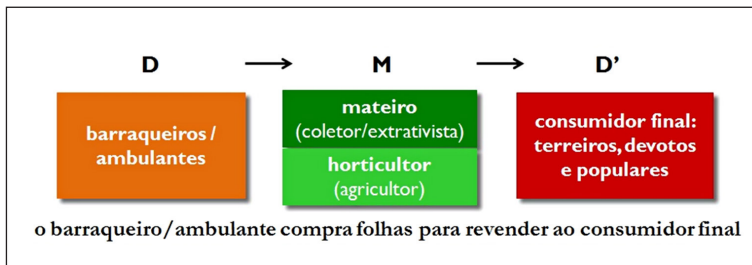 D → M → D’
barraqueiros /
ambulantes
mateiro
(coletor/extrativista)
horticultor
(agricultor)
consumidor final:
terreiros, devotos
e populares
o barraqueiro/ambulante compra folhas para revender ao consumidor final